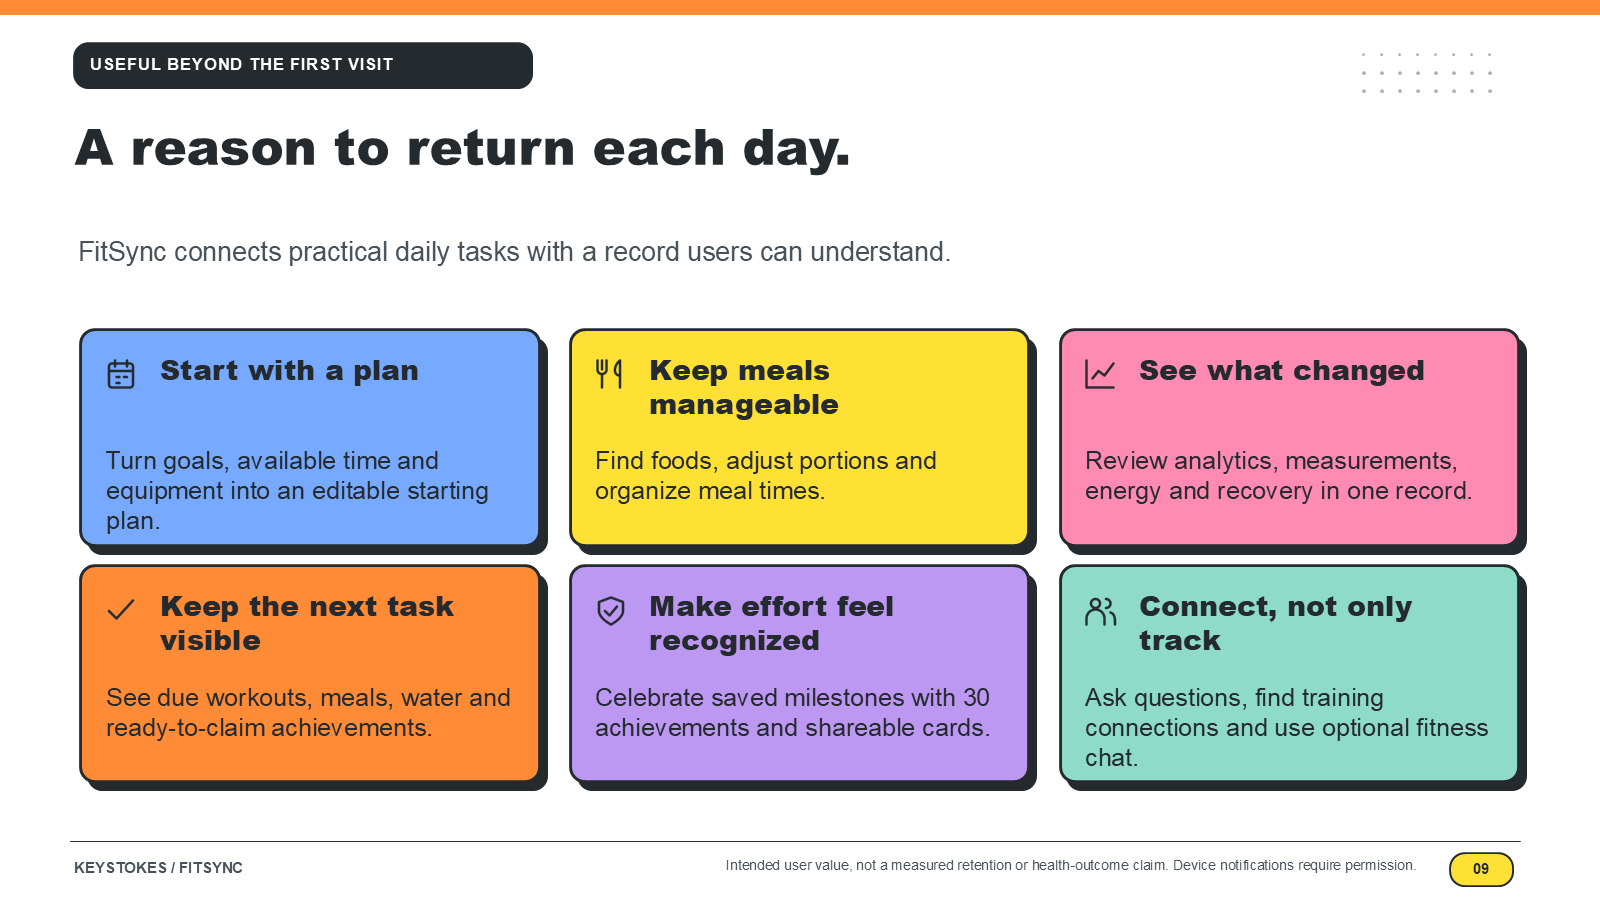 USEFUL BEYOND THE FIRST VISIT
A reason to return each day.
FitSync connects practical daily tasks with a record users can understand.
Start with a plan
Turn goals, available time and
equipment into an editable starting
plan.
Keep meals
manageable
Find foods, adjust portions and
organize meal times.
See what changed
Review analytics, measurements,
energy and recovery in one record.
Keep the next task
visible
See due workouts, meals, water and
ready-to-claim achievements.
Make effort feel
recognized
Celebrate saved milestones with 30
achievements and shareable cards.
Connect, not only
track
Ask questions, find training
connections and use optional fitness
chat.
KEYSTOKES / FITSYNC
Intended user value, not a measured retention or health-outcome claim. Device notifications require permission.
09